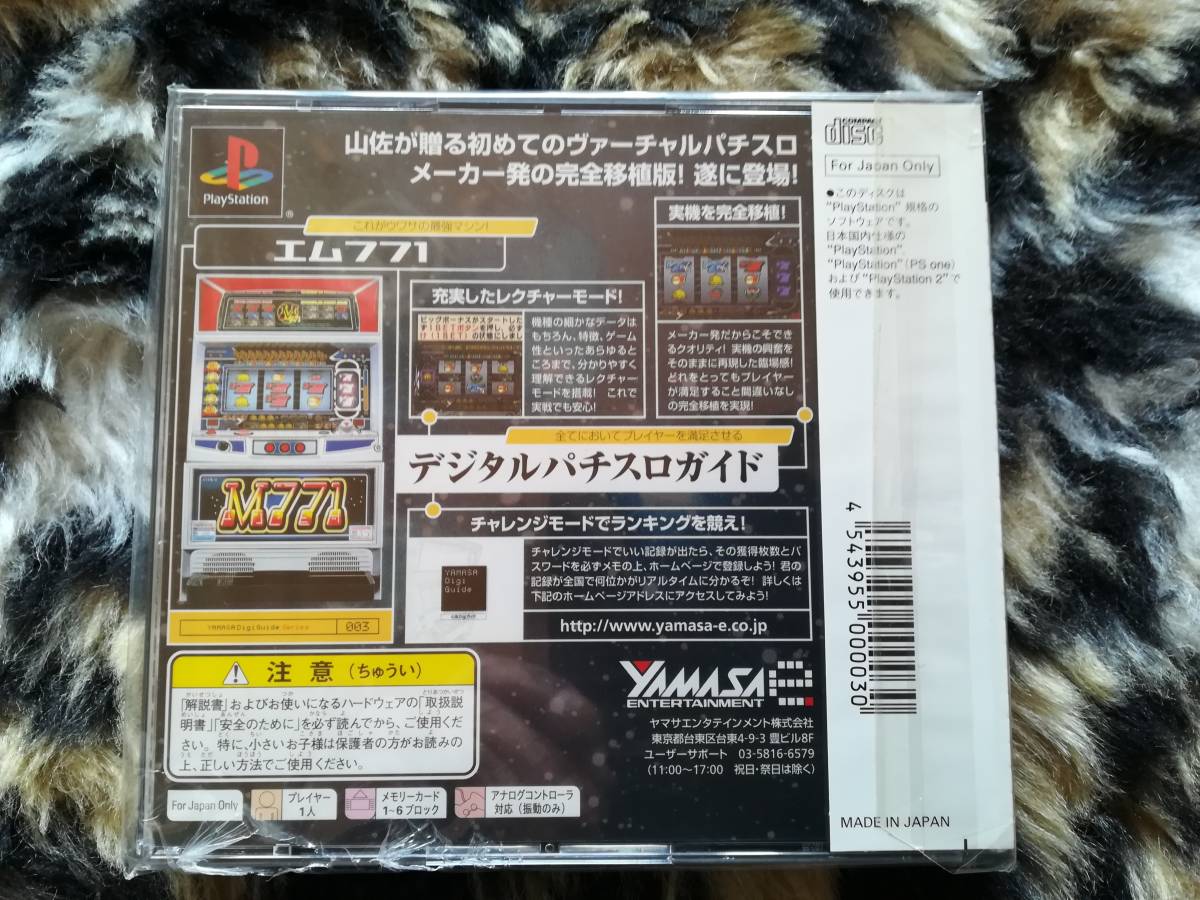 山佐が贈る初めてのヴァーチャルパチスロ
メーカー発の完全移植版! 遂に登場!
PlayStation
®
これがウワサの最強マシン!
エム771
M771
YAMASA DigiGuide Series 003
充実したレクチャーモード!
ビッグボーナスがスタートした
機種の細かなデータは
もちろん、特徴、ゲーム
性といったあらゆると
ころまで、分かりやすく
理解できるレクチャー
モードを搭載! これで
実戦でも安心!
実機を完全移植!
メーカー発だからこそでき
るクオリティ! 実機の興奮を
そのままに再現した臨場感!
どれをとってもプレイヤー
が満足すること間違いなし
の完全移植を実現!
全てにおいてプレイヤーを満足させる
デジタルパチスロガイド
チャレンジモードでランキングを競え!
YAMASA
Digi
Guide
チャレンジモードでいい記録が出たら、その獲得枚数とパ
スワードを必ずメモの上、ホームページで登録しよう! 君の
記録が全国で何位かがリアルタイムに分かるぞ! 詳しくは
下記のホームページアドレスにアクセスしてみよう!
http://www.yamasa-e.co.jp
注意(ちゅうい)
「解説書」およびお使いになるハードウェアの「取扱説
明書」「安全のために」を必ず読んでから、ご使用くだ
さい。特に、小さいお子様は保護者の方がお読みの
上、正しい方法でご使用ください。
YAMASA
ENTERTAINMENT
ヤマサエンタテインメント株式会社
東京都台東区台東4-9-3 豊ビル8F
ユーザーサポート 03-5816-6579
(11:00~17:00 祝日・祭日は除く)
For Japan Only
プレイヤー
1人
メモリーカード
1~6ブロック
アナログコントローラ
対応(振動のみ)
COMPACT
disc
For Japan Only
●このディスクは
"PlayStation" 規格の
ソフトウェアです。
日本国内仕様の
"PlayStation"
"PlayStation"(PS one)
および "PlayStation 2"で
使用できます。
4 543955 000030
MADE IN JAPAN